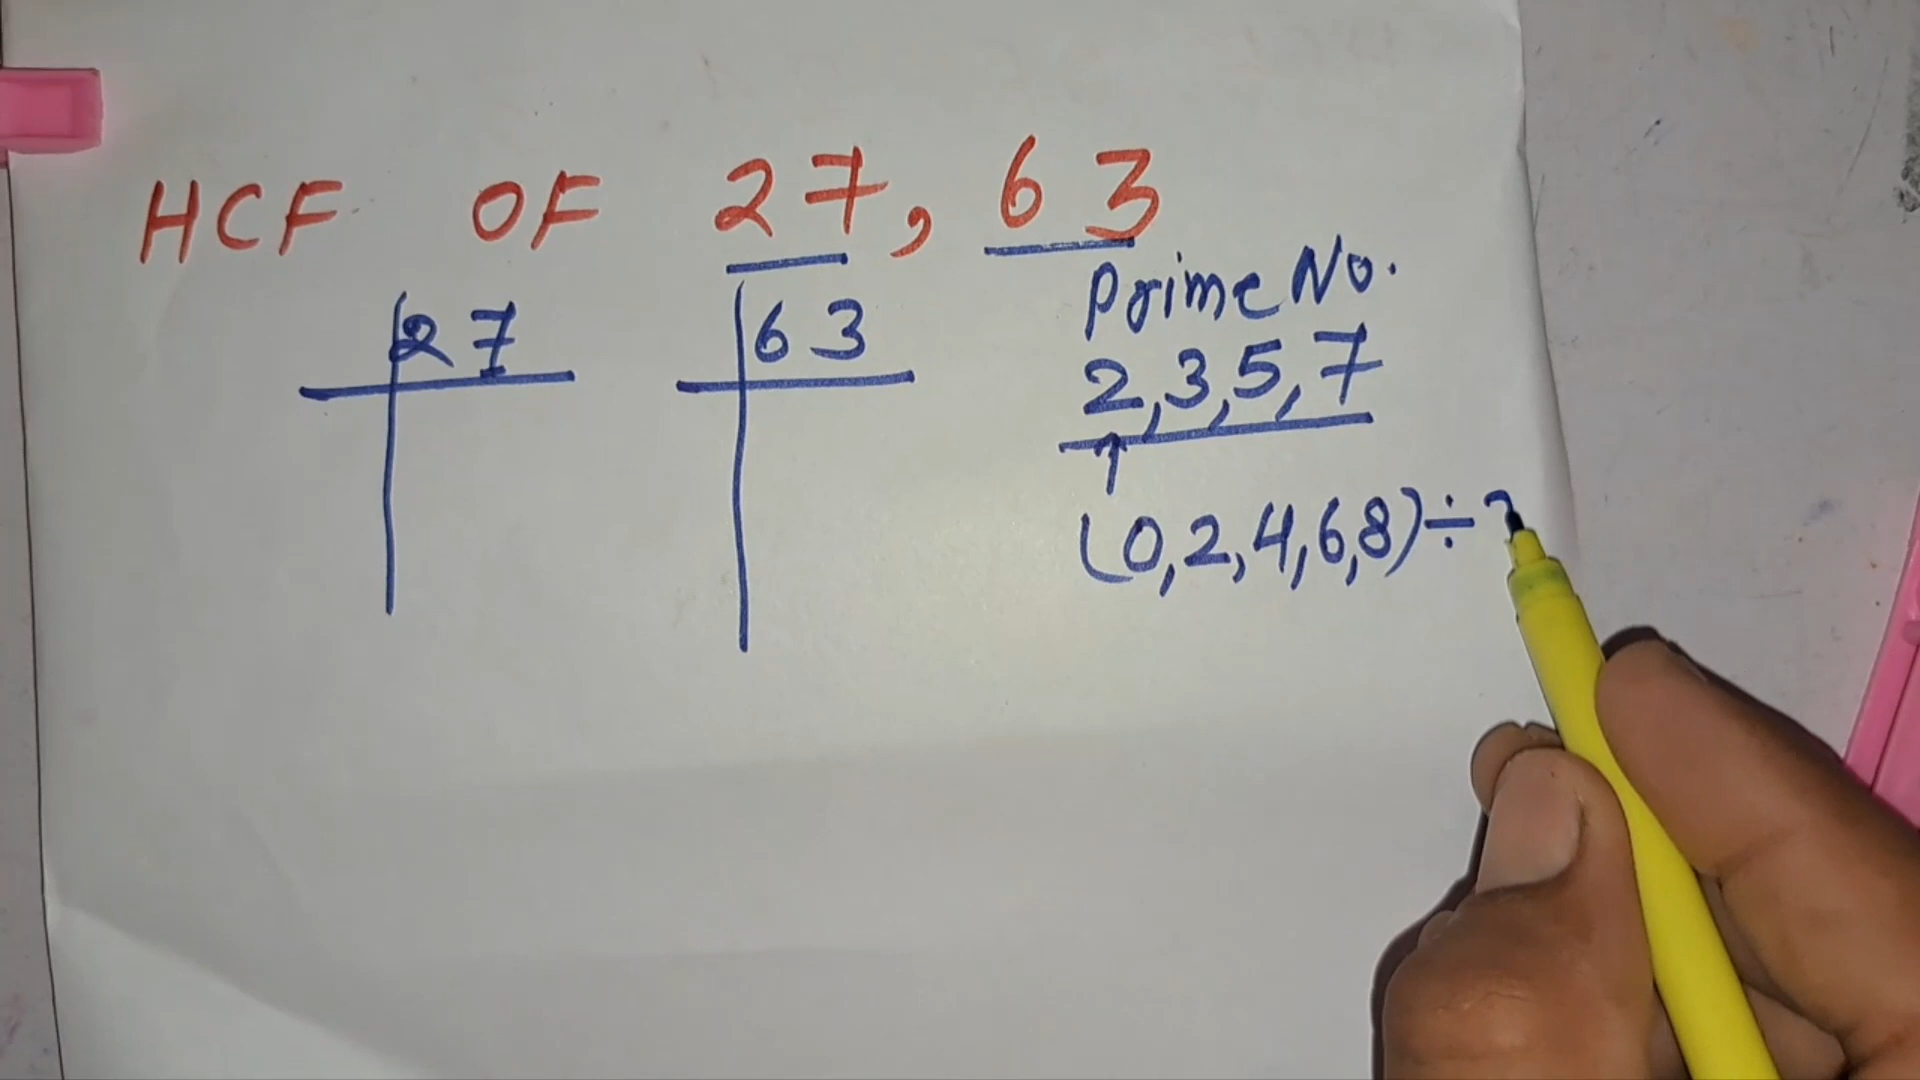 HCF OF 27, 63
27
63
Prime No.
2,3,5,7
(0,2,4,6,8)÷